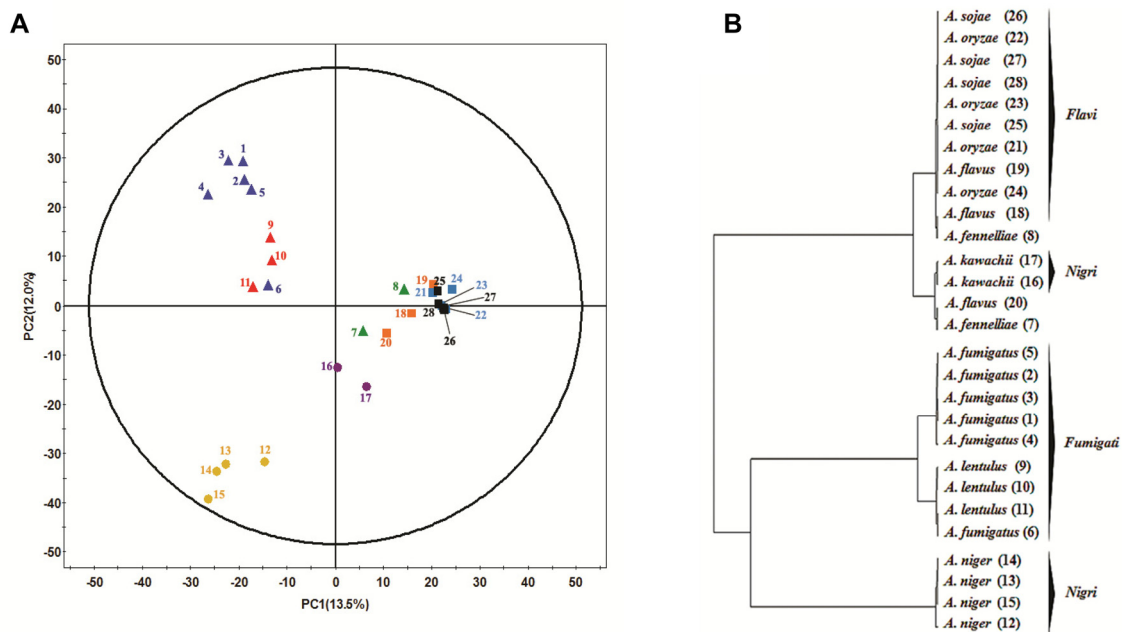 A
50
40
30
20
10
0
-10
-20
-30
-40
-50
PC2(12.0%)
3
1
4
2
5
9
10
11
6
8
19
25
24
21
23
27
28
22
18
26
7
20
16
17
13
12
14
15
-50
-40
-30
-20
-10
0
10
20
30
40
50
PC1(13.5%)
B
A. sojae (26)
A. oryzae (22)
A. sojae (27)
A. sojae (28)
A. oryzae (23)
A. sojae (25)
A. oryzae (21)
A. flavus (19)
A. oryzae (24)
A. flavus (18)
A. fennelliae (8)
Flavi
A. kawachii (17)
A. kawachii (16)
Nigri
A. flavus (20)
A. fennelliae (7)
A. fumigatus (5)
A. fumigatus (2)
A. fumigatus (3)
A. fumigatus (1)
A. fumigatus (4)
A. lentulus (9)
A. lentulus (10)
A. lentulus (11)
A. fumigatus (6)
Fumigati
A. niger (14)
A. niger (13)
A. niger (15)
A. niger (12)
Nigri